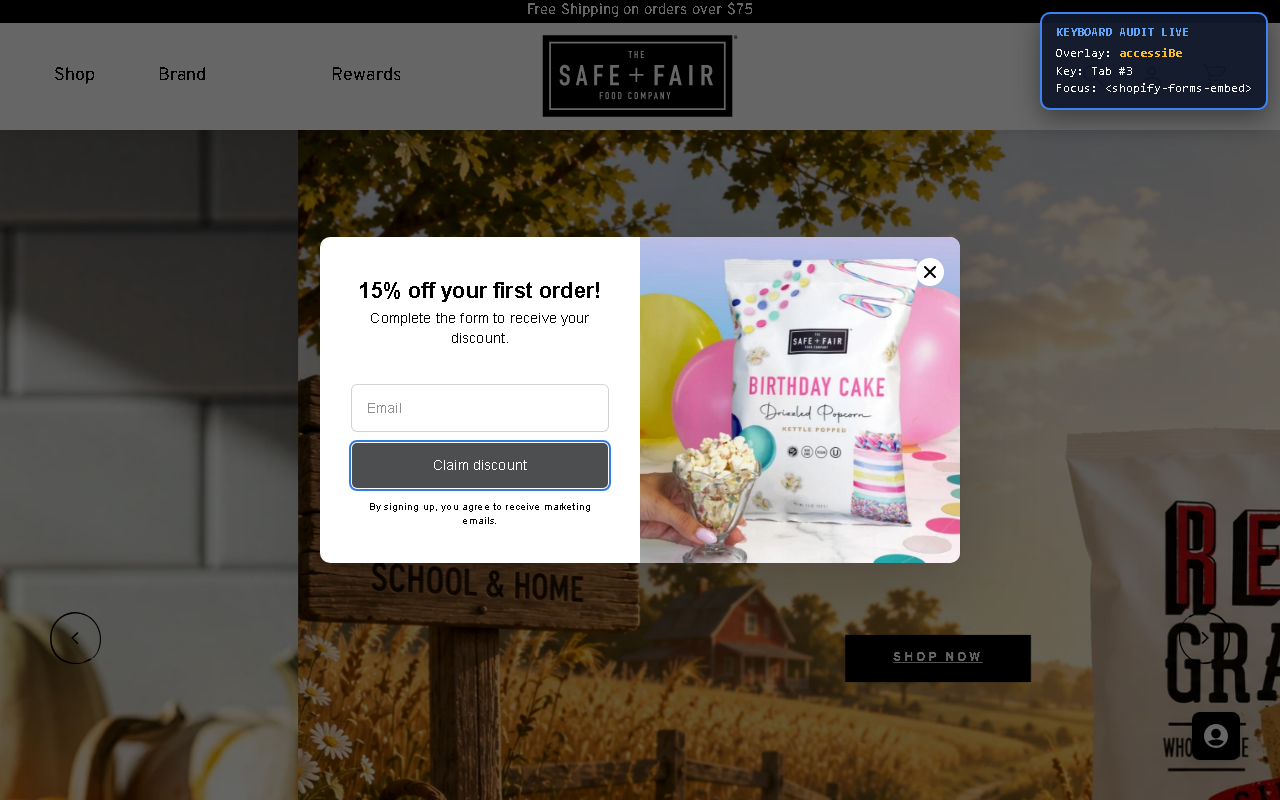 Free Shipping on orders over $75
KEYBOARD AUDIT LIVE
Overlay: accessiBe
Key: Tab #3
Focus: <shopify-forms-embed>
Shop
Brand
Rewards
THE
SAFE + FAIR
FOOD COMPANY
15% off your first order!
Complete the form to receive your
discount.
Email
Claim discount
By signing up, you agree to receive marketing
emails.
THE
SAFE + FAIR
FOOD COMPANY
BIRTHDAY CAKE
Drizzled Popcorn
KETTLE POPPED
SCHOOL & HOME
SHOP NOW
RE
GRA
WHO